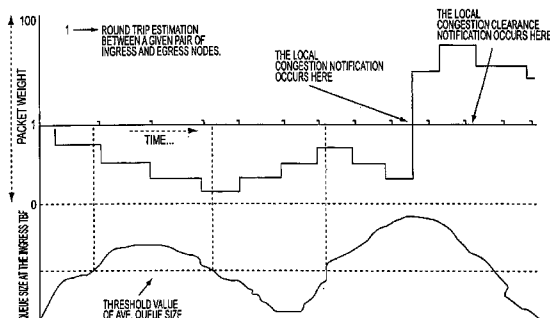 100
1 → ROUND TRIP ESTIMATION
BETWEEN A GIVEN PAIR OF
INGRESS AND EGRESS NODES.
THE LOCAL
CONGESTION CLEARANCE
NOTIFICATION OCCURS HERE
THE LOCAL
CONGESTION NOTIFICATION
OCCURS HERE
PACKET WEIGHT
1
TIME...
0
QUEUE SIZE AT THE INGRESS TBF
THRESHOLD VALUE
OF AVE. QUEUE SIZE